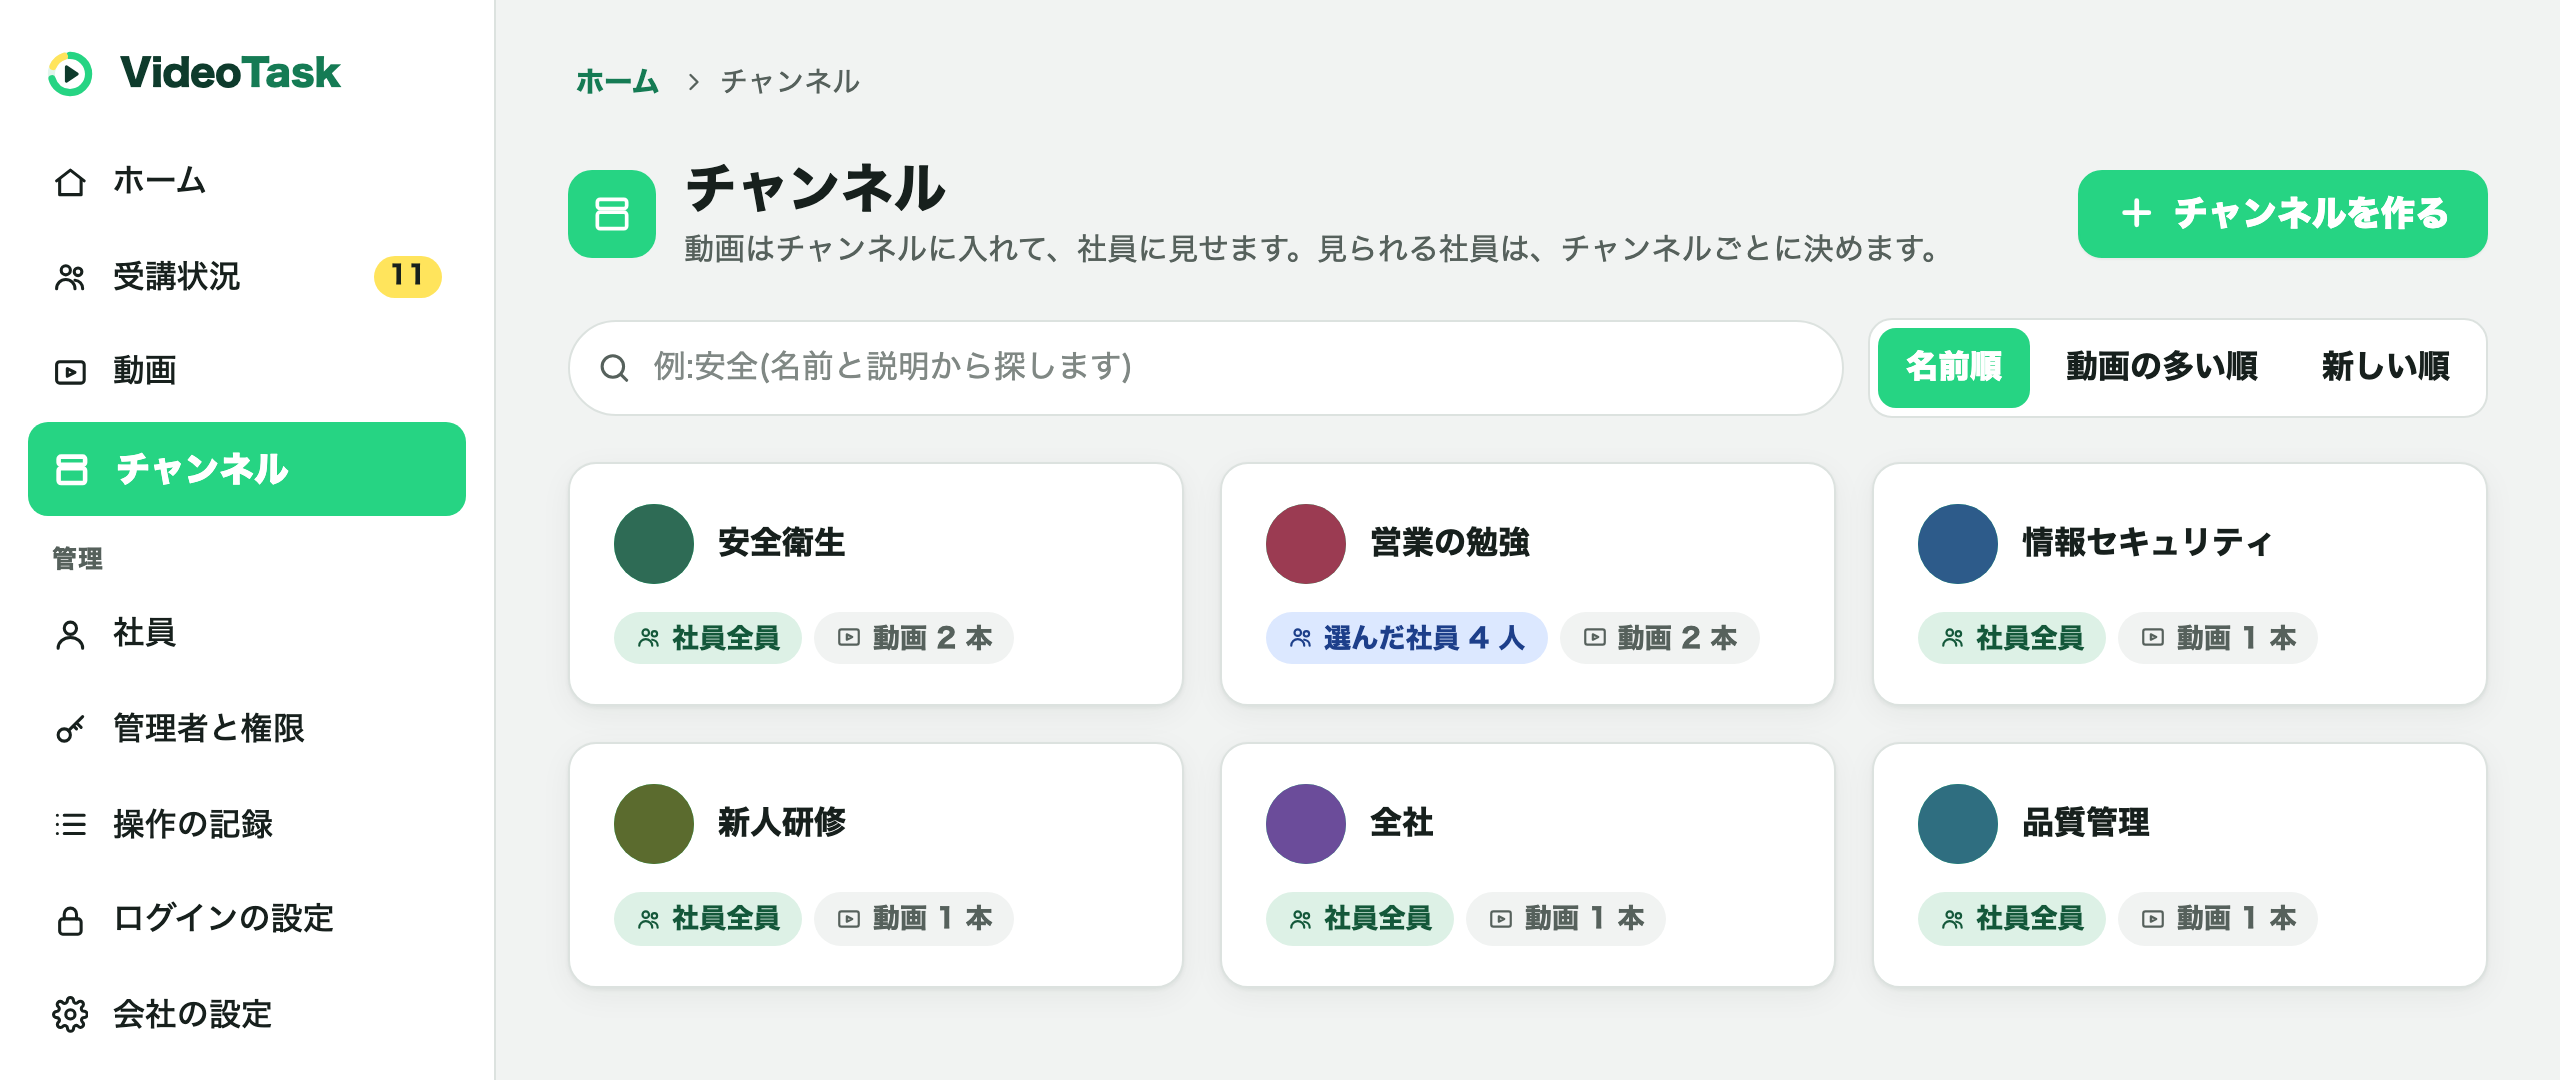 VideoTask
ホーム
受講状況 11
動画
チャンネル
管理
社員
管理者と権限
操作の記録
ログインの設定
会社の設定
ホーム > チャンネル
チャンネル
動画はチャンネルに入れて、社員に見せます。見られる社員は、チャンネルごとに決めます。
+ チャンネルを作る
例:安全(名前と説明から探します)
名前順 動画の多い順 新しい順
安全衛生
社員全員 動画 2 本
営業の勉強
選んだ社員 4 人 動画 2 本
情報セキュリティ
社員全員 動画 1 本
新人研修
社員全員 動画 1 本
全社
社員全員 動画 1 本
品質管理
社員全員 動画 1 本